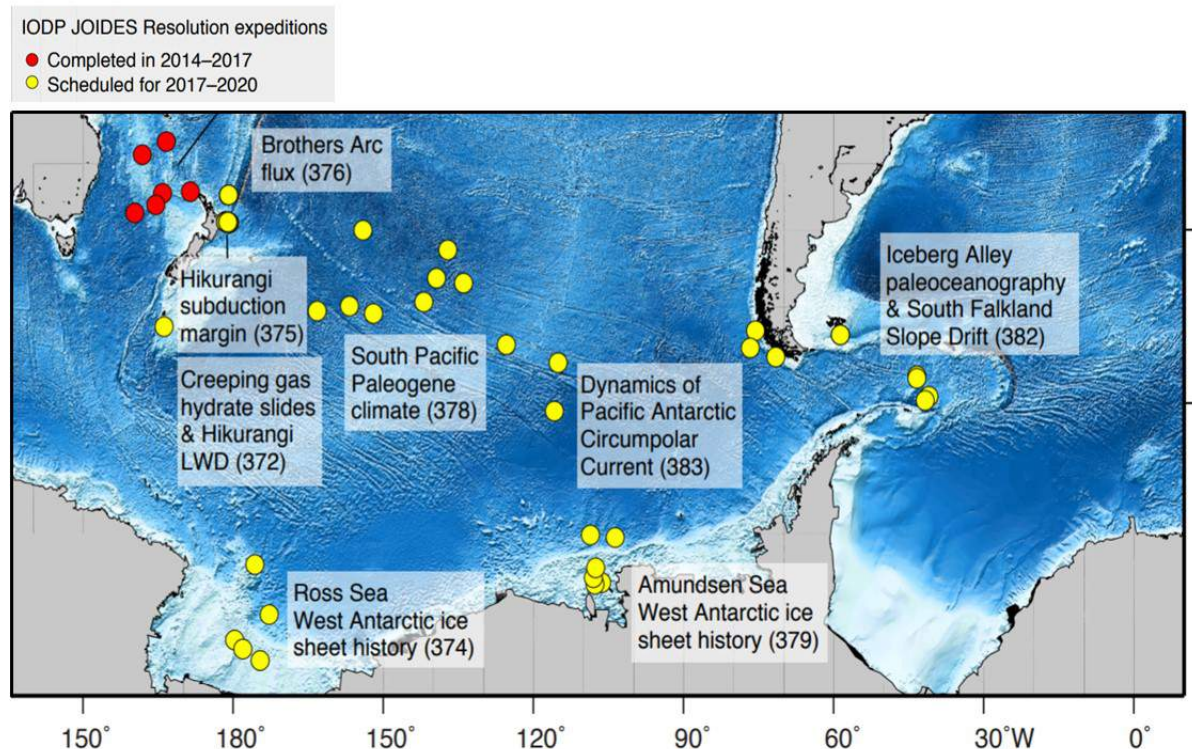 IODP JOIDES Resolution expeditions
Completed in 2014–2017
Scheduled for 2017–2020
Brothers Arc
flux (376)
Hikurangi
subduction
margin (375)
Creeping gas
hydrate slides
& Hikurangi
LWD (372)
South Pacific
Paleogene
climate (378)
Dynamics of
Pacific Antarctic
Circumpolar
Current (383)
Iceberg Alley
paleoceanography
& South Falkland
Slope Drift (382)
Ross Sea
West Antarctic ice
sheet history (374)
Amundsen Sea
West Antarctic ice
sheet history (379)
150° 180° 150° 120° 90° 60° 30°W 0°